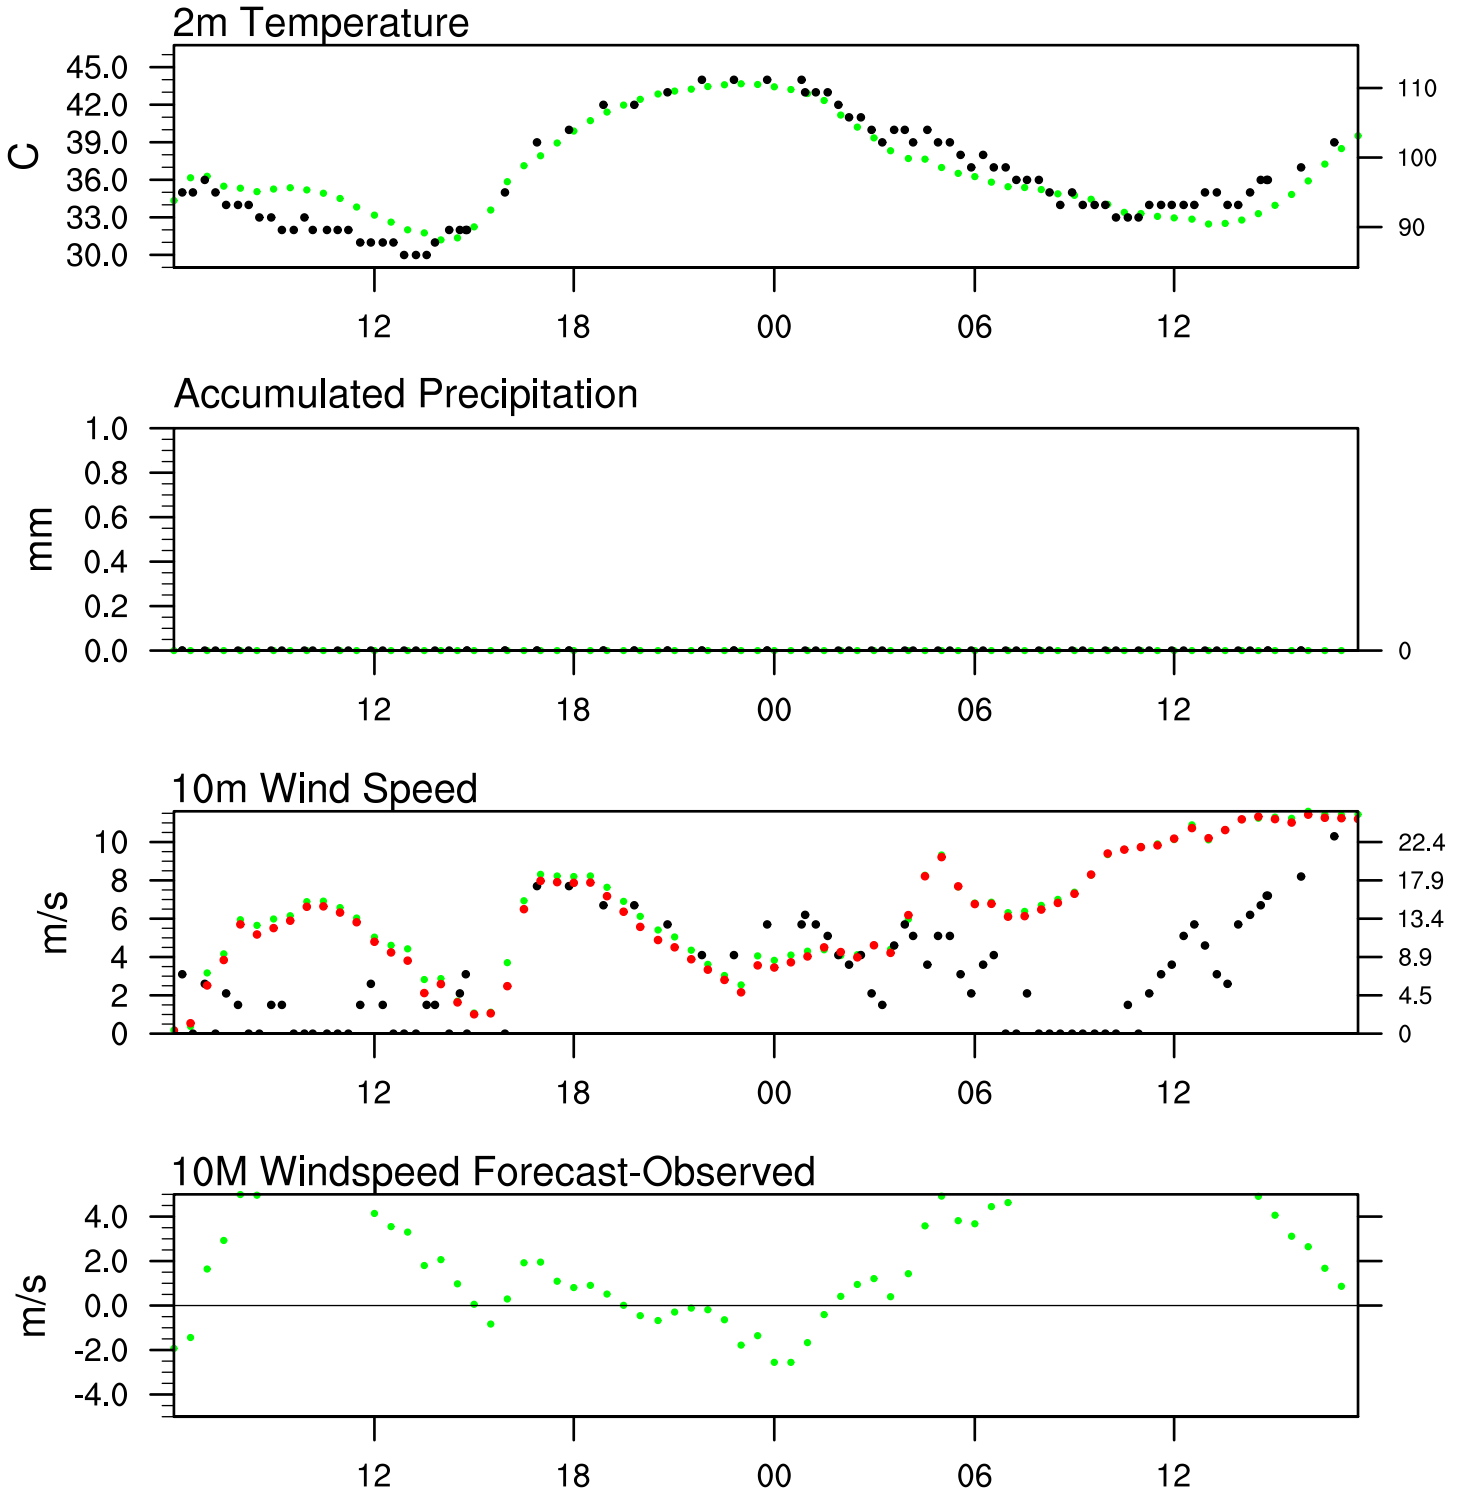 2m Temperature
45.0
42.0
39.0
36.0
33.0
30.0
C
110
100
90
12 18 00 06 12
Accumulated Precipitation
1.0
0.8
0.6
0.4
0.2
0.0
mm
0
12 18 00 06 12
10m Wind Speed
10
8
6
4
2
0
m/s
22.4
17.9
13.4
8.9
4.5
0
12 18 00 06 12
10M Windspeed Forecast-Observed
4.0
2.0
0.0
-2.0
-4.0
m/s
12 18 00 06 12